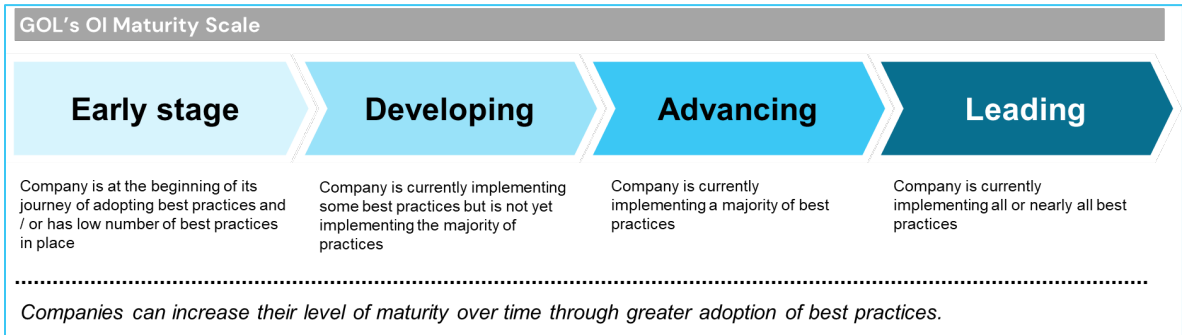 GOL's OI Maturity Scale
Early stage
Developing
Advancing
Leading
Company is at the beginning of its
journey of adopting best practices and
/ or has low number of best practices
in place
Company is currently implementing
some best practices but is not yet
implementing the majority of
practices
Company is currently
implementing a majority of best
practices
Company is currently
implementing all or nearly all best
practices
Companies can increase their level of maturity over time through greater adoption of best practices.